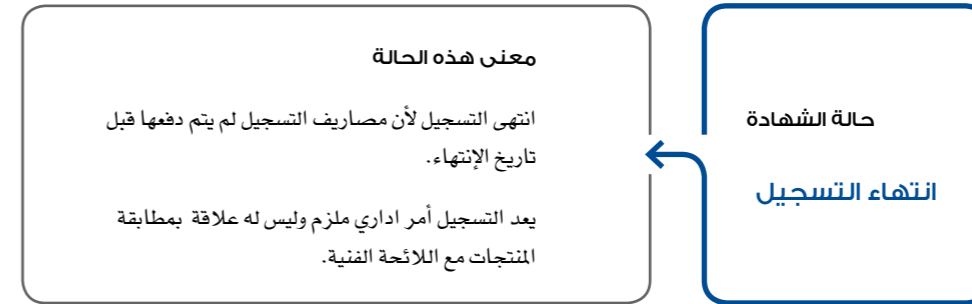 حالة الشهادة
انتهاء التسجيل
معنى هذه الحالة
انتهى التسجيل لأن مصاريف التسجيل لم يتم دفعها قبل
تاريخ الإنتهاء.
يعد التسجيل أمر اداري ملزم وليس له علاقة بمطابقة
المنتجات مع اللائحة الفنية.